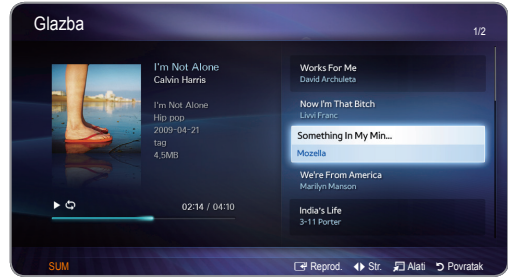 Glazba
1/2
I'm Not Alone
Calvin Harris
I'm Not Alone
Hip pop
2009-04-21
tag
4,5MB
02:14 / 04:10
Works For Me
David Archuleta
Now I'm That Bitch
Livvi Franc
Something In My Min...
Mozella
We're From America
Marilyn Manson
India's Life
3-11 Porter
SUM
Reprod. Str. Alati Povratak